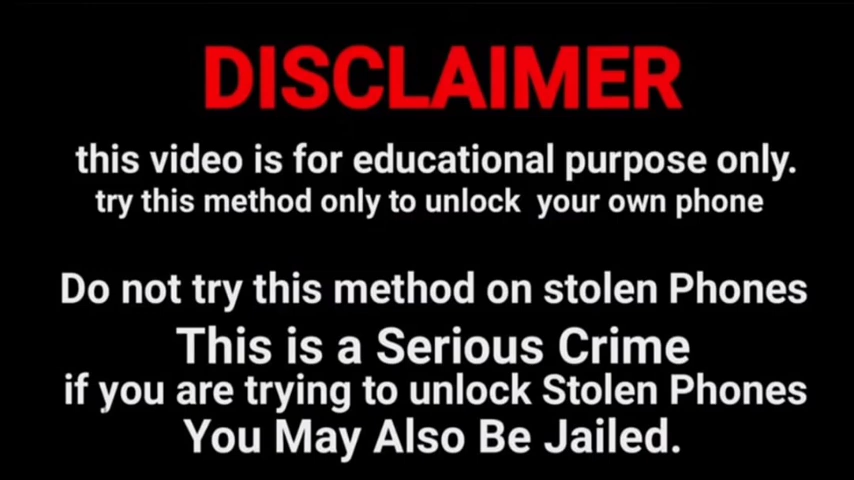 DISCLAIMER
this video is for educational purpose only.
try this method only to unlock your own phone
Do not try this method on stolen Phones
This is a Serious Crime
if you are trying to unlock Stolen Phones
You May Also Be Jailed.